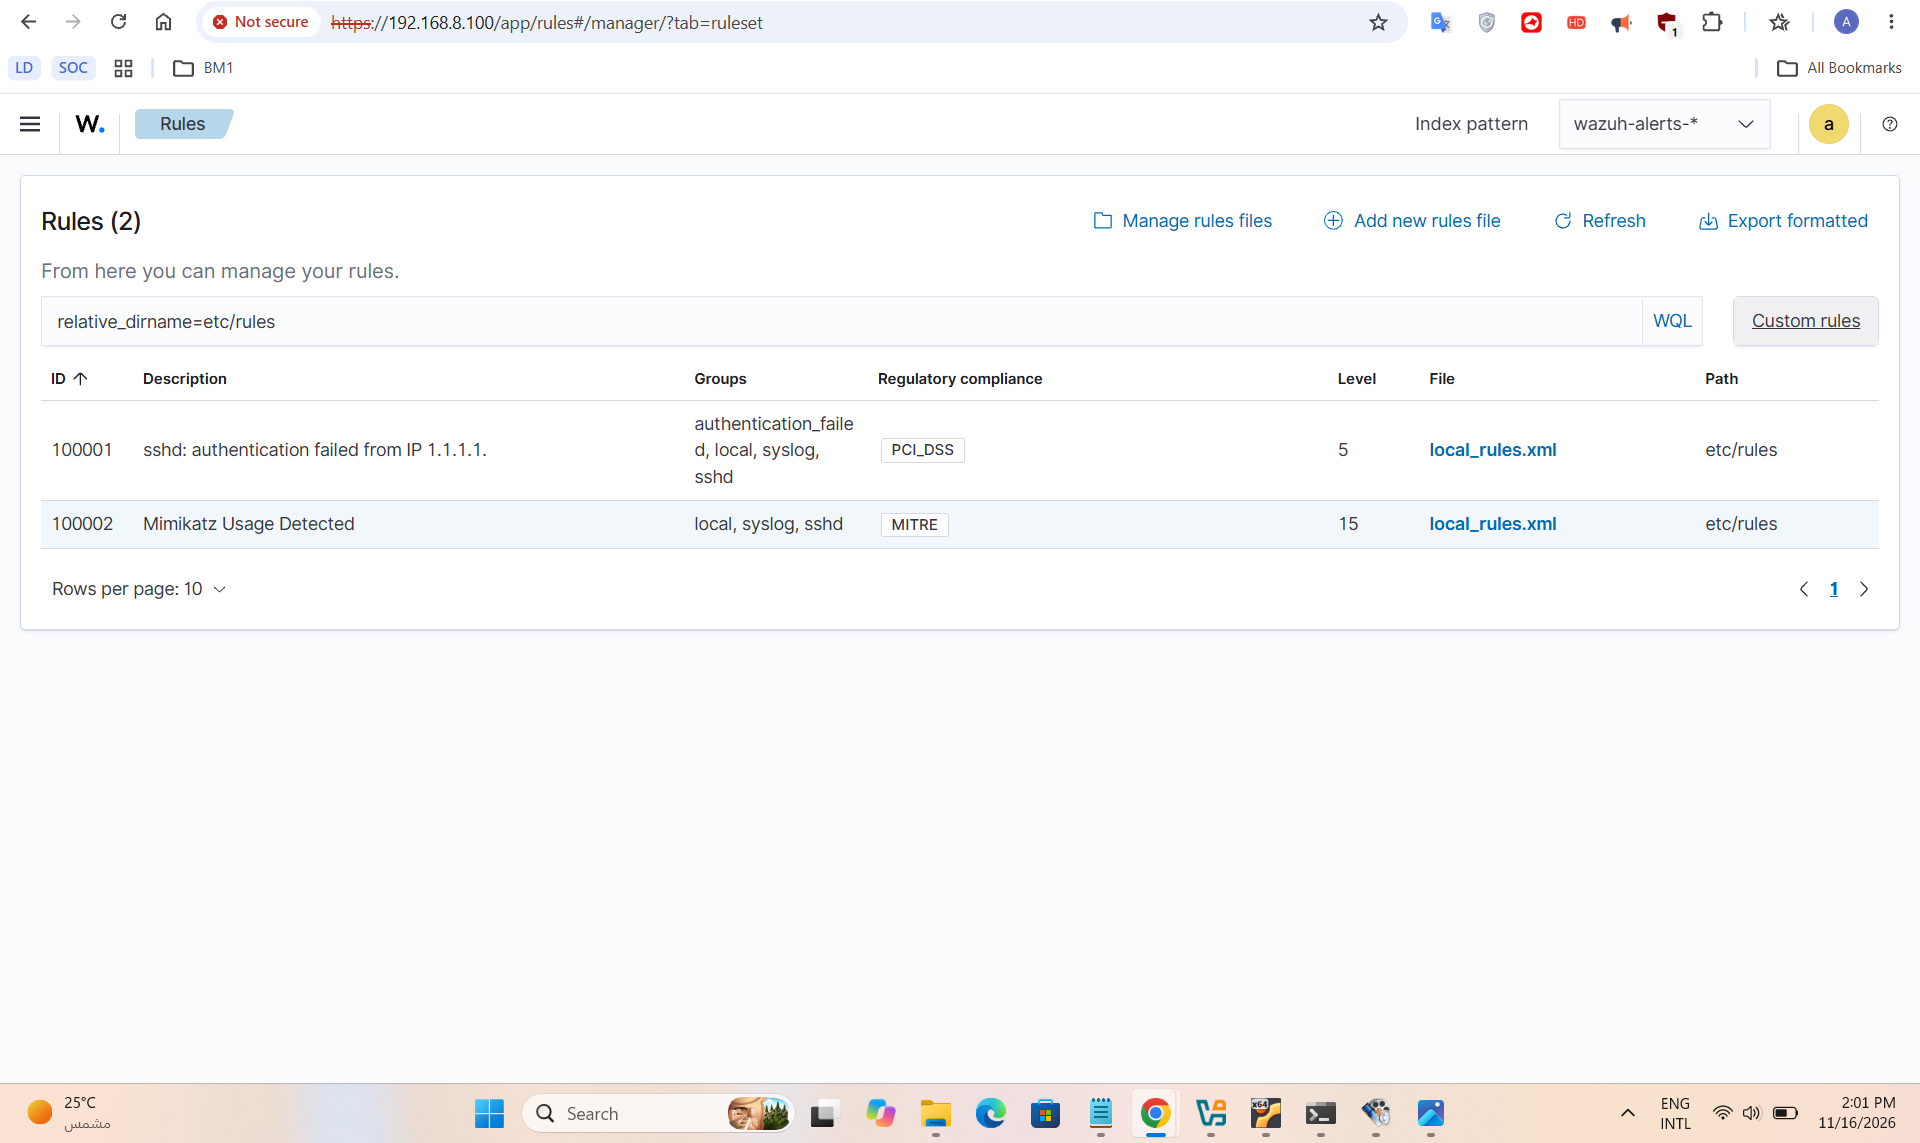 Not secure
https://192.168.8.100/app/rules#/manager/?tab=ruleset
HD
1
A
LD
SOC
BM1
All Bookmarks
W.
Rules
Index pattern
wazuh-alerts-*
a
Rules (2)
Manage rules files
Add new rules file
Refresh
Export formatted
From here you can manage your rules.
relative_dirname=etc/rules
WQL
Custom rules
ID
Description
Groups
Regulatory compliance
Level
File
Path
100001
sshd: authentication failed from IP 1.1.1.1.
authentication_faile
d, local, syslog,
sshd
PCI_DSS
5
local_rules.xml
etc/rules
100002
Mimikatz Usage Detected
local, syslog, sshd
MITRE
15
local_rules.xml
etc/rules
Rows per page: 10
1
25°C
مشمس
Search
x64
ENG
INTL
2:01 PM
11/16/2026